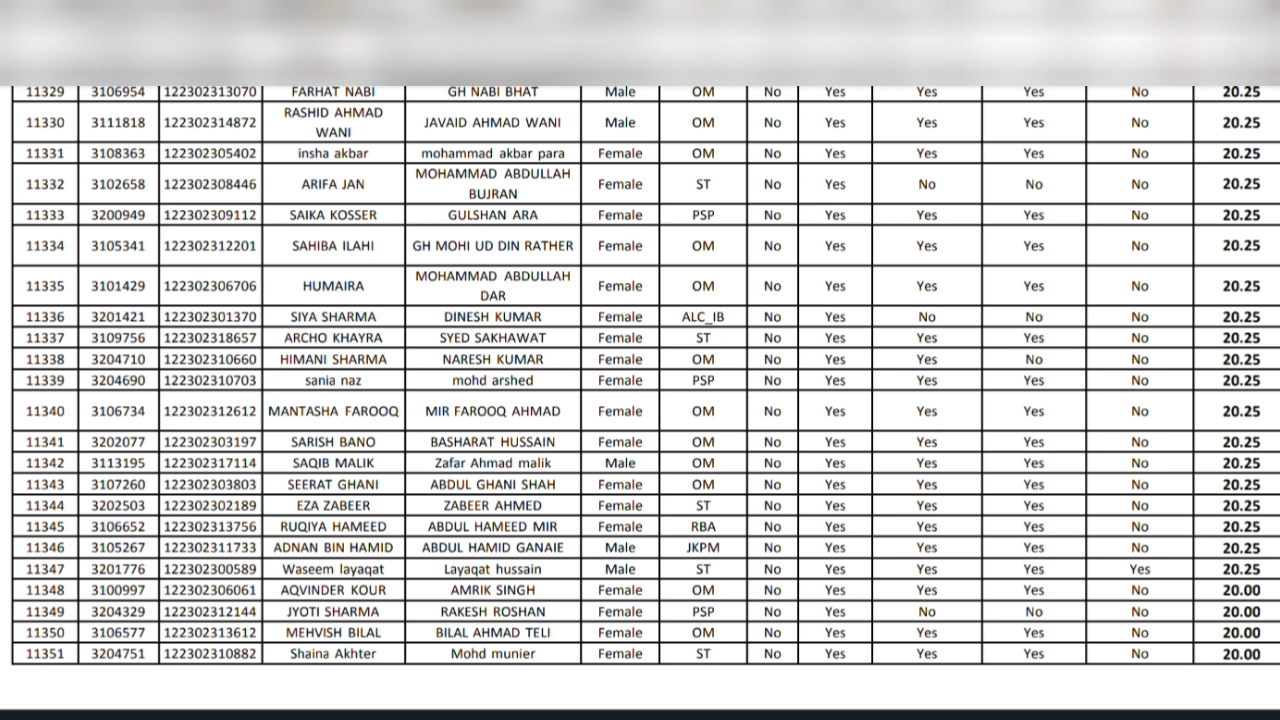 11329 3106954 122302313070 FARHAT NABI GH NABI BHAT Male OM No Yes Yes Yes No 20.25
11330 3111818 122302314872 RASHID AHMAD WANI JAVAID AHMAD WANI Male OM No Yes Yes Yes No 20.25
11331 3108363 122302305402 insha akbar mohammad akbar para Female OM No Yes Yes Yes No 20.25
11332 3102658 122302308446 ARIFA JAN MOHAMMAD ABDULLAH BUJRAN Female ST No Yes No No No 20.25
11333 3200949 122302309112 SAIKA KOSSER GULSHAN ARA Female PSP No Yes Yes Yes No 20.25
11334 3105341 122302312201 SAHIBA ILAHI GH MOHI UD DIN RATHER Female OM No Yes Yes Yes No 20.25
11335 3101429 122302306706 HUMAIRA MOHAMMAD ABDULLAH DAR Female OM No Yes Yes Yes No 20.25
11336 3201421 122302301370 SIYA SHARMA DINESH KUMAR Female ALC_IB No Yes No No No 20.25
11337 3109756 122302318657 ARCHO KHAYRA SYED SAKHAWAT Female ST No Yes Yes Yes No 20.25
11338 3204710 122302310660 HIMANI SHARMA NARESH KUMAR Female OM No Yes Yes No No 20.25
11339 3204690 122302310703 sania naz mohd arshed Female PSP No Yes Yes Yes No 20.25
11340 3106734 122302312612 MANTASHA FAROOQ MIR FAROOQ AHMAD Female OM No Yes Yes Yes No 20.25
11341 3202077 122302303197 SARISH BANO BASHARAT HUSSAIN Female OM No Yes Yes Yes No 20.25
11342 3113195 122302317114 SAQIB MALIK Zafar Ahmad malik Male OM No Yes Yes Yes No 20.25
11343 3107260 122302303803 SEERAT GHANI ABDUL GHANI SHAH Female OM No Yes Yes Yes No 20.25
11344 3202503 122302302189 EZA ZABEER ZABEER AHMED Female ST No Yes Yes Yes No 20.25
11345 3106652 122302313756 RUQIYA HAMEED ABDUL HAMEED MIR Female RBA No Yes Yes Yes No 20.25
11346 3105267 122302311733 ADNAN BIN HAMID ABDUL HAMID GANAIE Male JKPM No Yes Yes Yes No 20.25
11347 3201776 122302300589 Waseem layaqat Layaqat hussain Male ST No Yes Yes Yes Yes 20.25
11348 3100997 122302306061 AQVINDER KOUR AMRIK SINGH Female OM No Yes Yes Yes No 20.00
11349 3204329 122302312144 JYOTI SHARMA RAKESH ROSHAN Female PSP No Yes No No No 20.00
11350 3106577 122302313612 MEHVISH BILAL BILAL AHMAD TELI Female OM No Yes Yes Yes No 20.00
11351 3204751 122302310882 Shaina Akhter Mohd munier Female ST No Yes Yes Yes No 20.00